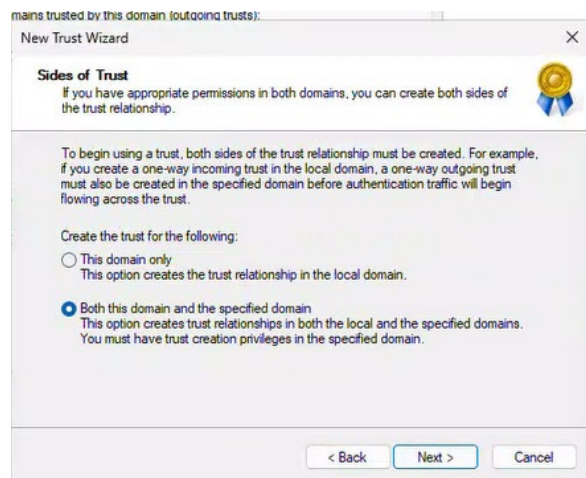 mains trusted by this domain (outgoing trusts):
New Trust Wizard
Sides of Trust
If you have appropriate permissions in both domains, you can create both sides of
the trust relationship.
To begin using a trust, both sides of the trust relationship must be created. For example,
if you create a one-way incoming trust in the local domain, a one-way outgoing trust
must also be created in the specified domain before authentication traffic will begin
flowing across the trust.
Create the trust for the following:
This domain only
This option creates the trust relationship in the local domain.
Both this domain and the specified domain
This option creates trust relationships in both the local and the specified domains.
You must have trust creation privileges in the specified domain.
< Back Next > Cancel